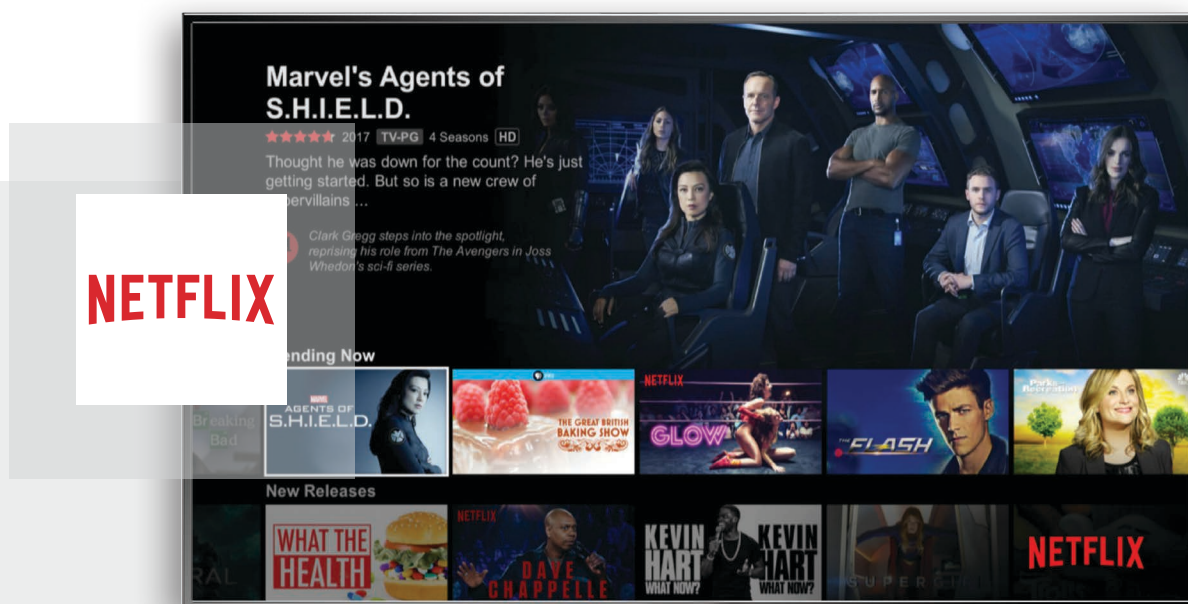 Marvel's Agents of
S.H.I.E.L.D.
2017 TV-PG 4 Seasons HD
Thought he was down for the count? He's just
getting started. But so is a new crew of
pervillains ...
Clark Gregg steps into the spotlight,
reprising his role from The Avengers in Joss
Whedon's sci-fi series.
NETFLIX
ending Now
Breaking
Bad
MARVEL
AGENTS OF
S.H.I.E.L.D.
THE GREAT BRITISH
BAKING SHOW
NETFLIX
GLOW
THE FLASH
Parks and
Recreation
New Releases
RAL
WHAT THE
HEALTH
NETFLIX
DAVE
CHAPPELLE
KEVIN
HART
WHAT NOW?
KEVIN
HART
WHAT NOW?
NETFLIX